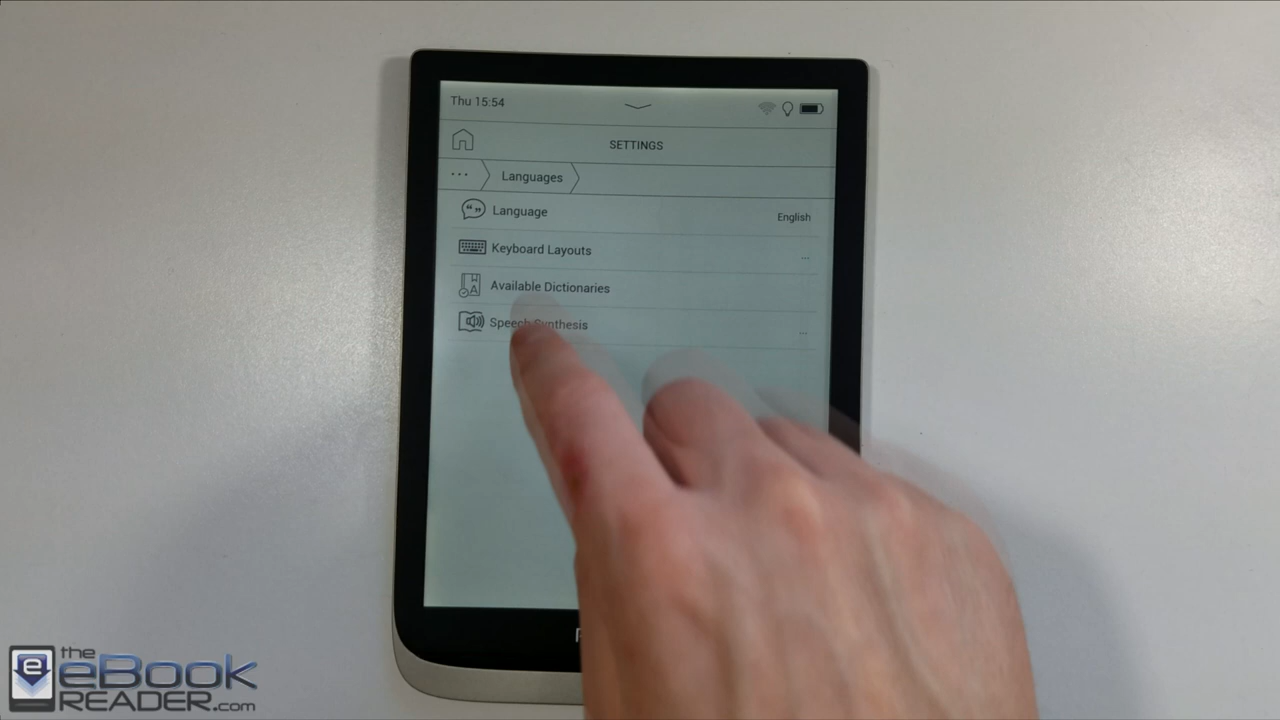 Thu 15:54
SETTINGS
... Languages
Language English
Keyboard Layouts ...
Available Dictionaries
Speech Synthesis ...
the
eBook
READER.com